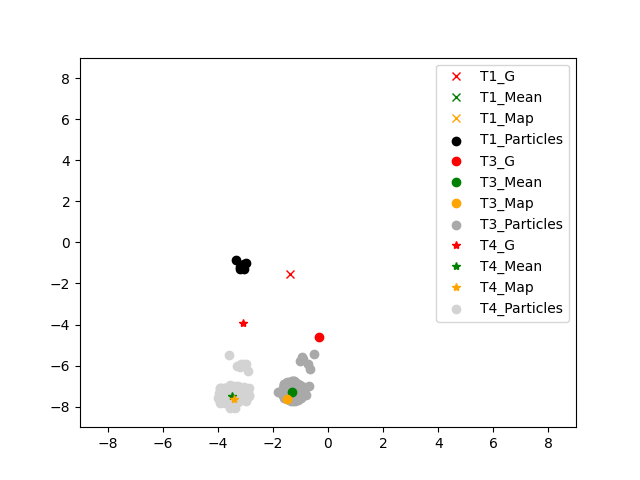 8
6
4
2
0
−2
−4
−6
−8
−8
−6
−4
−2
0
2
4
6
8
T1_G
T1_Mean
T1_Map
T1_Particles
T3_G
T3_Mean
T3_Map
T3_Particles
T4_G
T4_Mean
T4_Map
T4_Particles